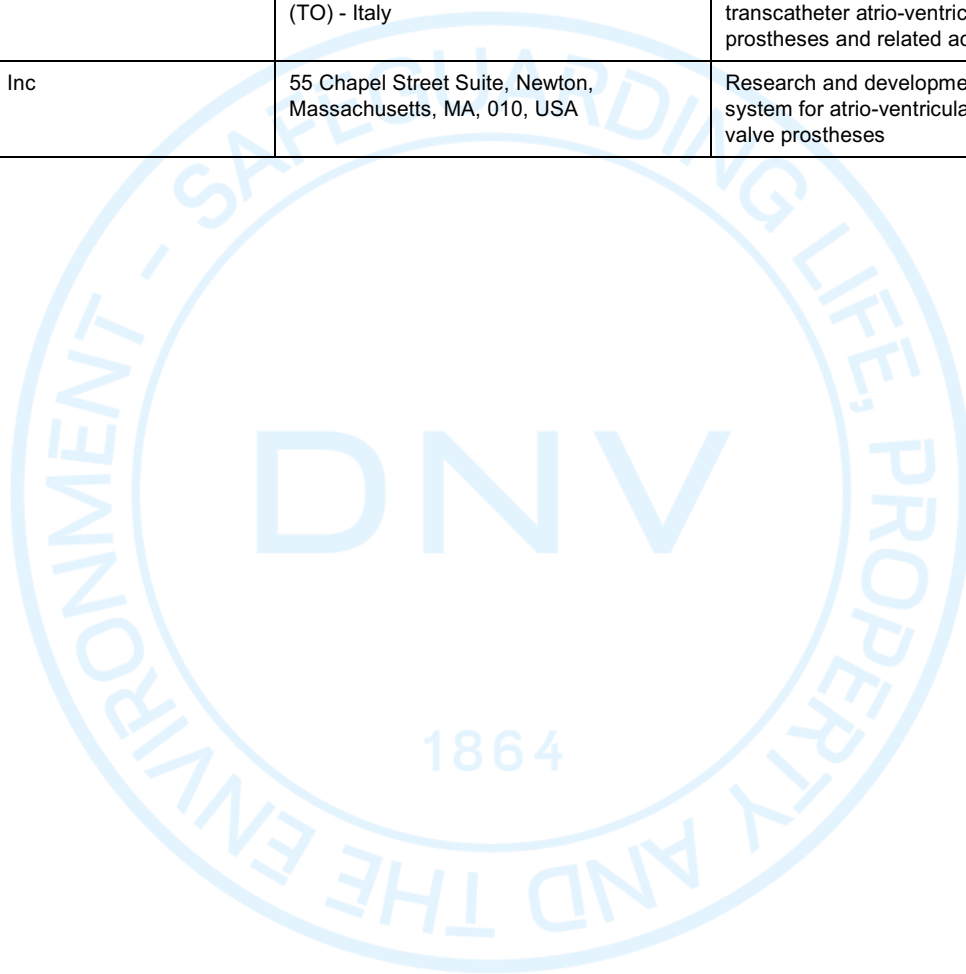 (TO) - Italy
transcatheter atrio-ventric
prostheses and related ac
Inc
55 Chapel Street Suite, Newton,
Massachusetts, MA, 010, USA
Research and developme
system for atrio-ventricula
valve prostheses
SAFEGUARDING LIFE, PROPERTY AND THE ENVIRONMENT -
DNV
1864